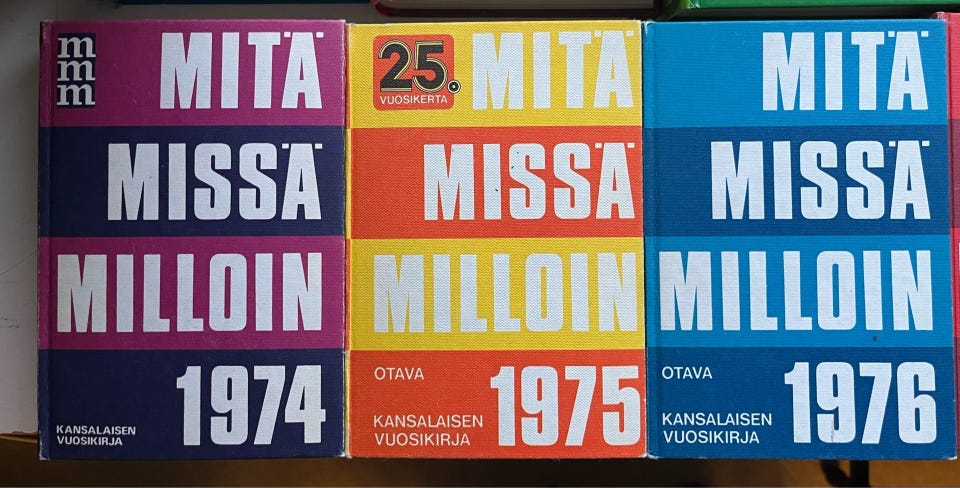 m
m
m
MITÄ
MISSÄ
MILLOIN
1974
KANSALAISEN
VUOSIKIRJA
25.
VUOSIKERTA
MITÄ
MISSÄ
MILLOIN
OTAVA
1975
KANSALAISEN
VUOSIKIRJA
MITÄ
MISSÄ
MILLOIN
OTAVA
1976
KANSALAISEN
VUOSIKIRJA